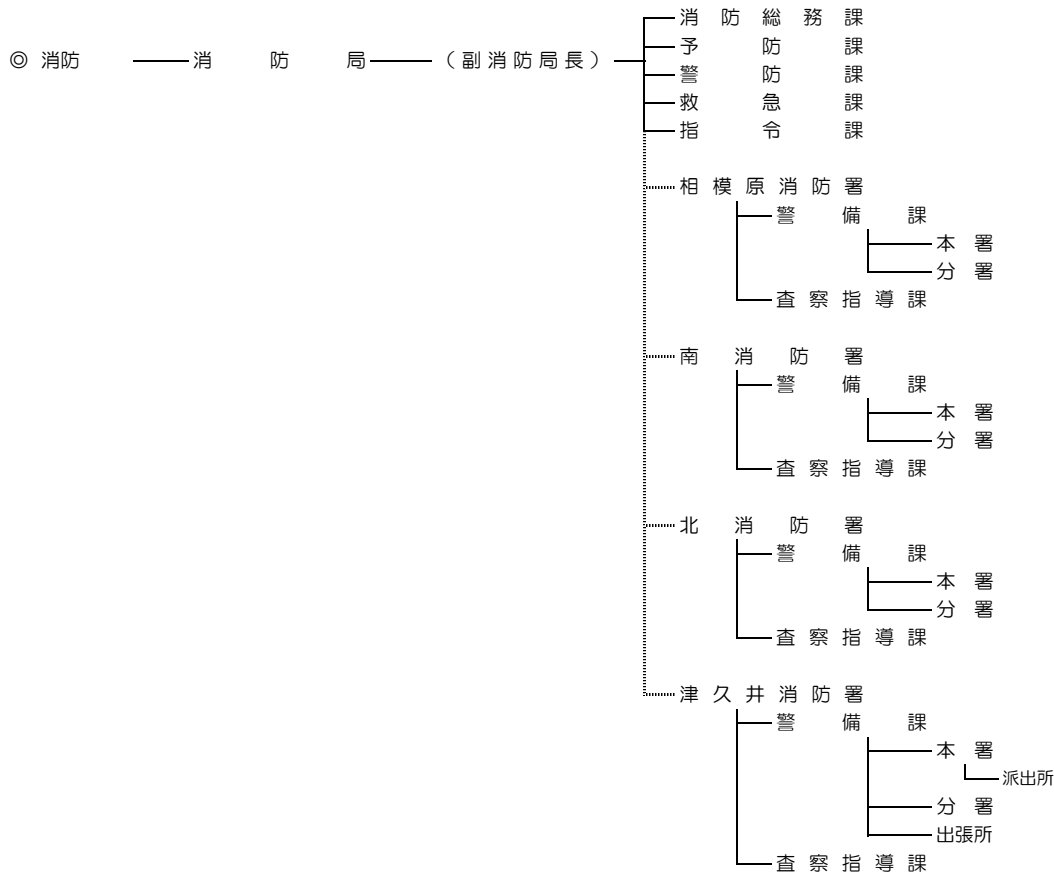 消防総務課
◎ 消防 消防局 （副消防局長）
予防課
警防課
救急課
指令課
相模原消防署
警備課
本署
分署
査察指導課
南消防署
警備課
本署
分署
査察指導課
北消防署
警備課
本署
分署
査察指導課
津久井消防署
警備課
本署
派出所
分署
出張所
査察指導課